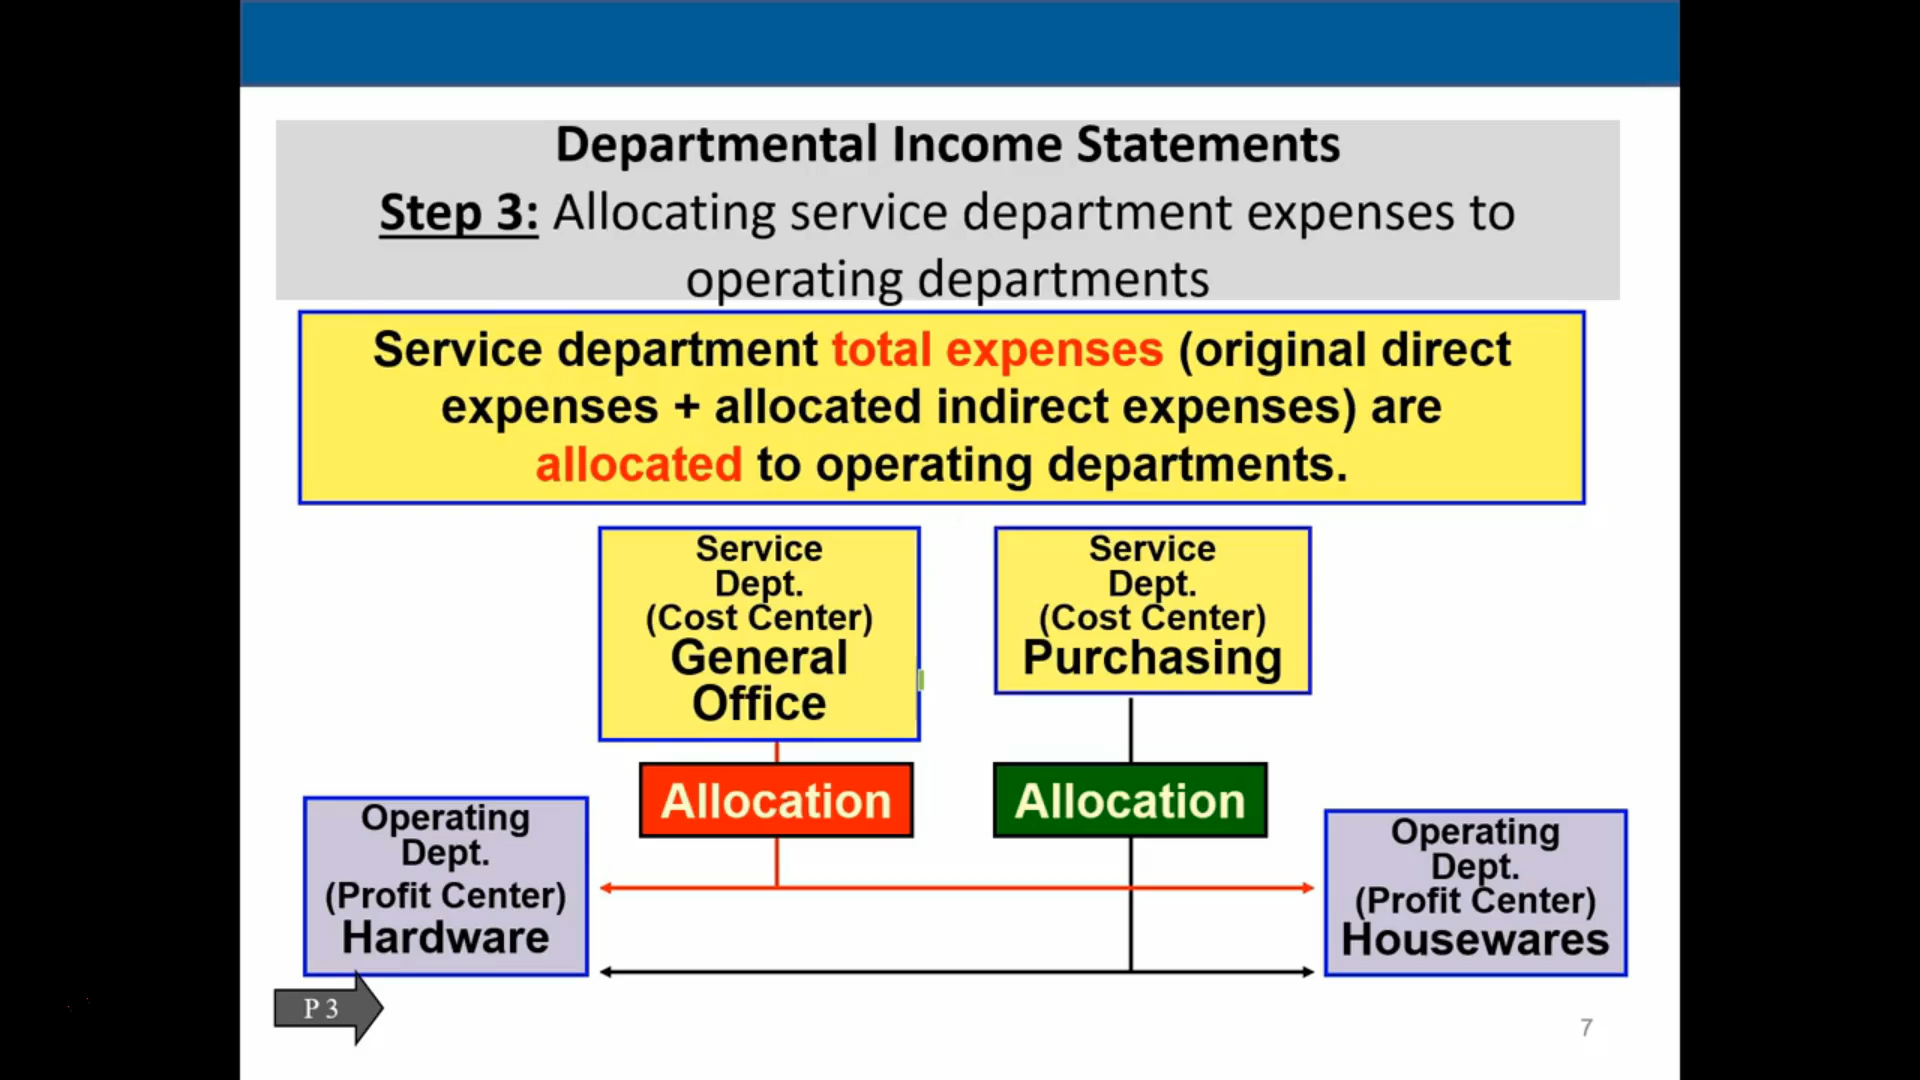 Departmental Income Statements
Step 3: Allocating service department expenses to
operating departments
Service department total expenses (original direct
expenses + allocated indirect expenses) are
allocated to operating departments.
Service
Dept.
(Cost Center)
General
Office
Service
Dept.
(Cost Center)
Purchasing
Allocation
Allocation
Operating
Dept.
(Profit Center)
Hardware
Operating
Dept.
(Profit Center)
Housewares
P 3
7